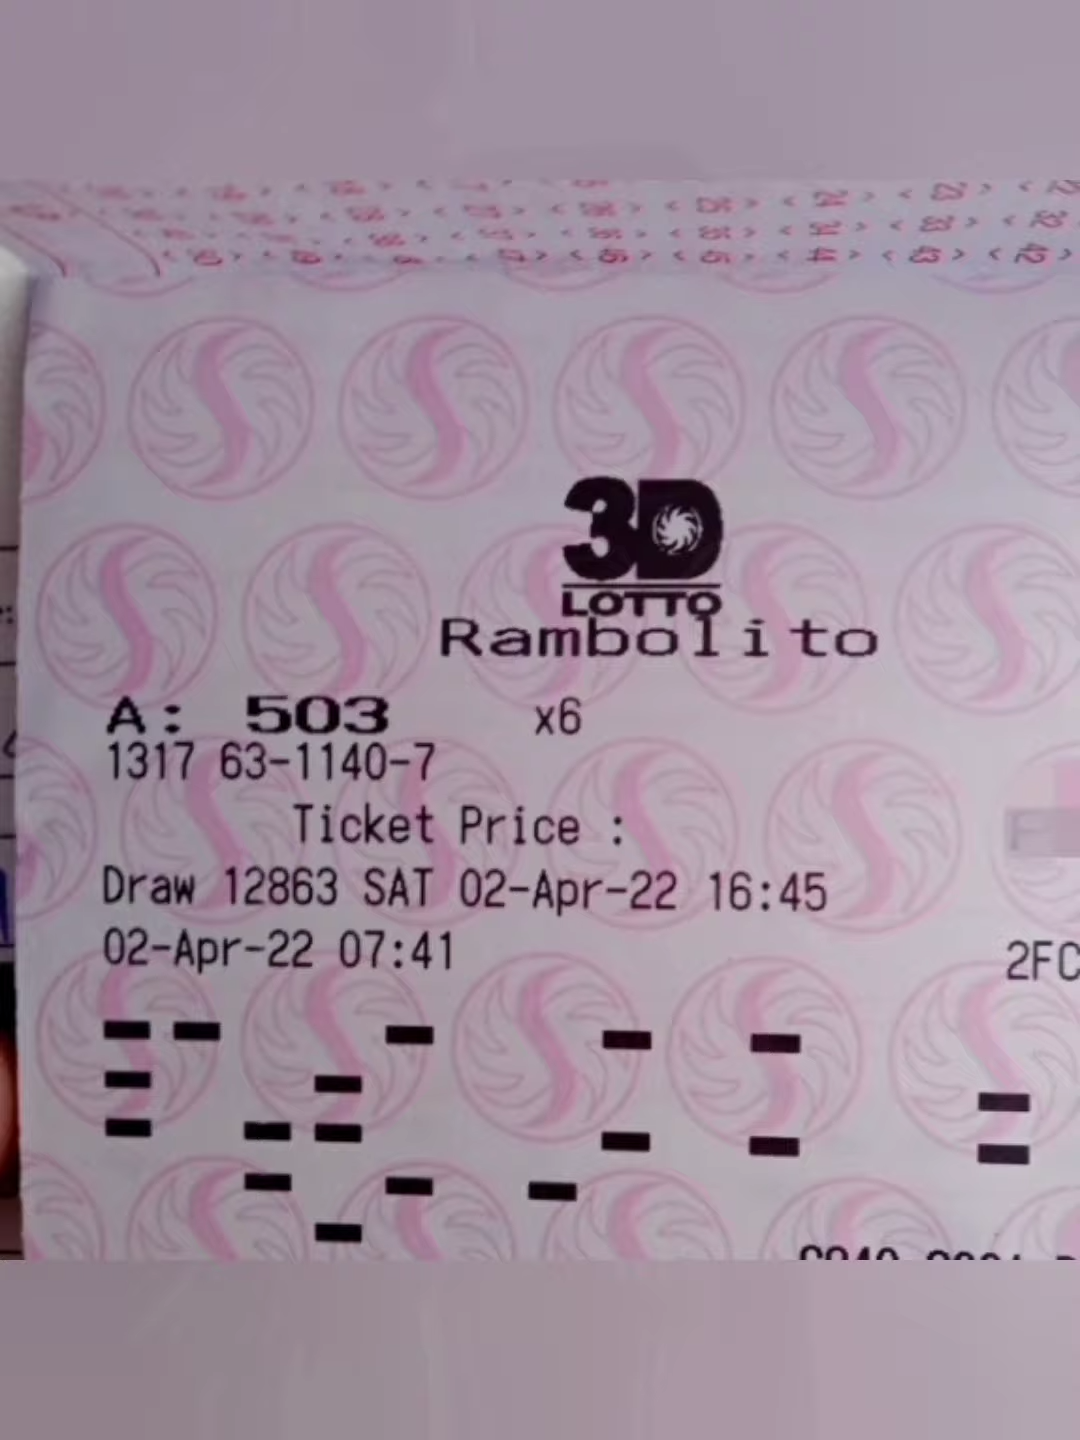 3D
LOTTO
Rambolito
A: 503 x6
1317 63-1140-7
Ticket Price :
Draw 12863 SAT 02-Apr-22 16:45
02-Apr-22 07:41 2FC